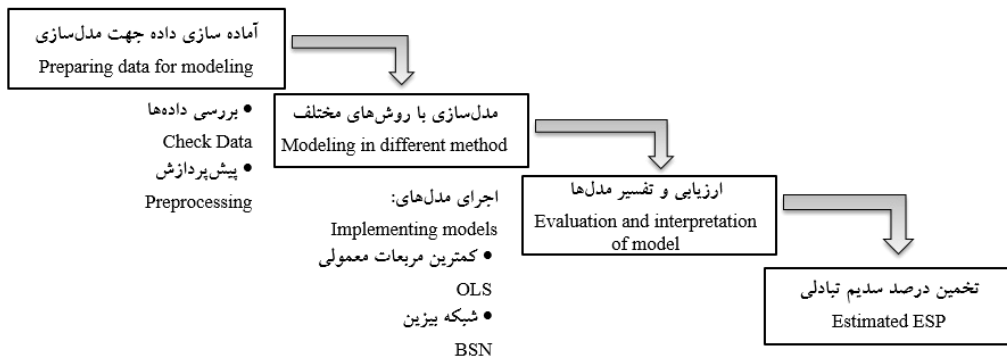 آماده سازی داده جهت مدل‌سازی
Preparing data for modeling
• بررسی داده‌ها
Check Data
• پیش‌پردازش
Preprocessing
مدل‌سازی با روش‌های مختلف
Modeling in different method
اجرای مدل‌های:
Implementing models
• کمترین مربعات معمولی
OLS
• شبکه بیزین
BSN
ارزیابی و تفسیر مدل‌ها
Evaluation and interpretation
of model
تخمین درصد سدیم تبادلی
Estimated ESP